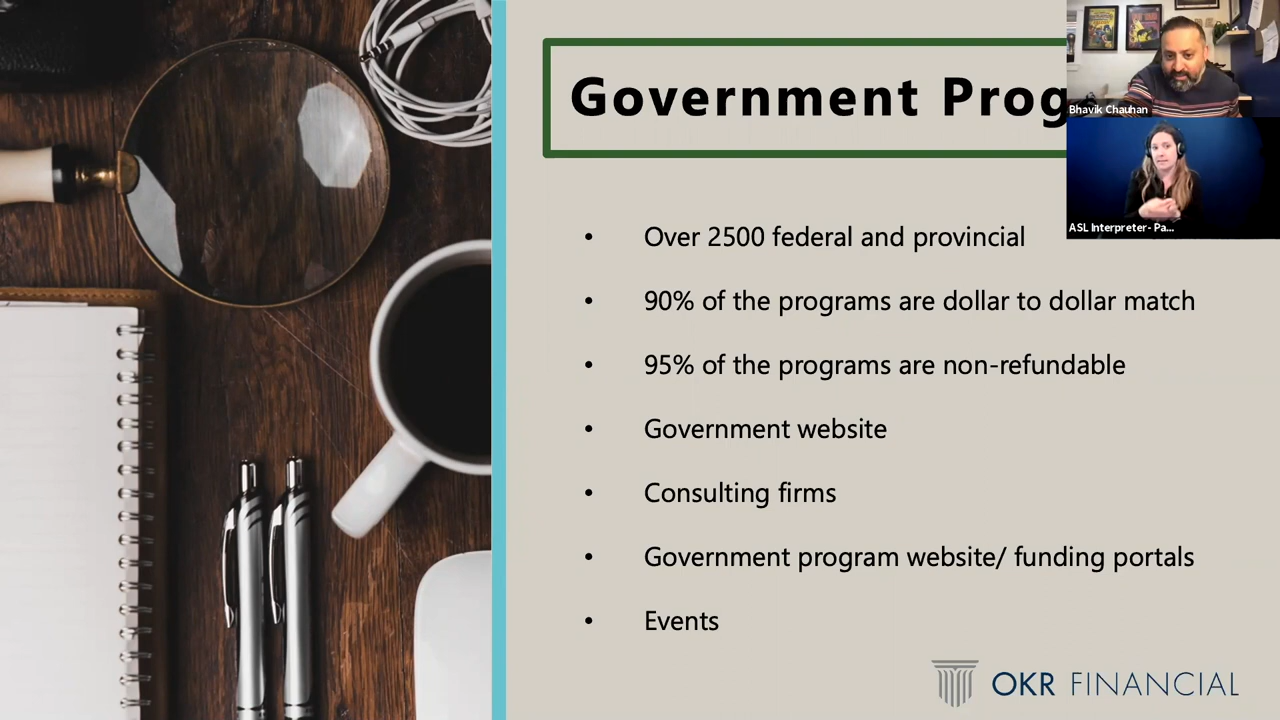 Government Prog
Bhavik Chauhan
ASL Interpreter- Pa...
• Over 2500 federal and provincial
• 90% of the programs are dollar to dollar match
• 95% of the programs are non-refundable
• Government website
• Consulting firms
• Government program website/ funding portals
• Events
OKR FINANCIAL